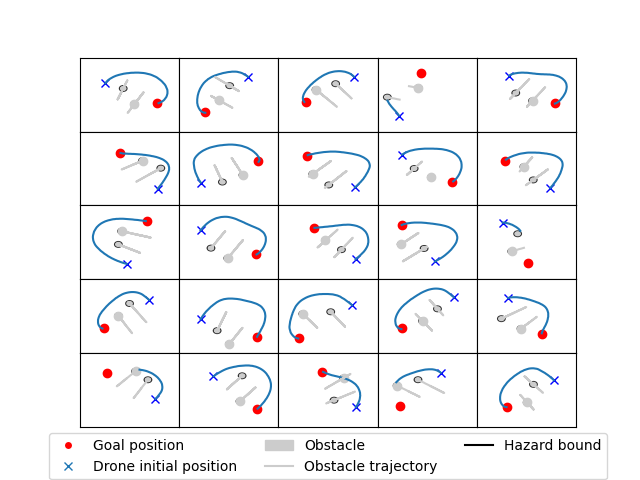 Goal position
Drone initial position
Obstacle
Obstacle trajectory
Hazard bound